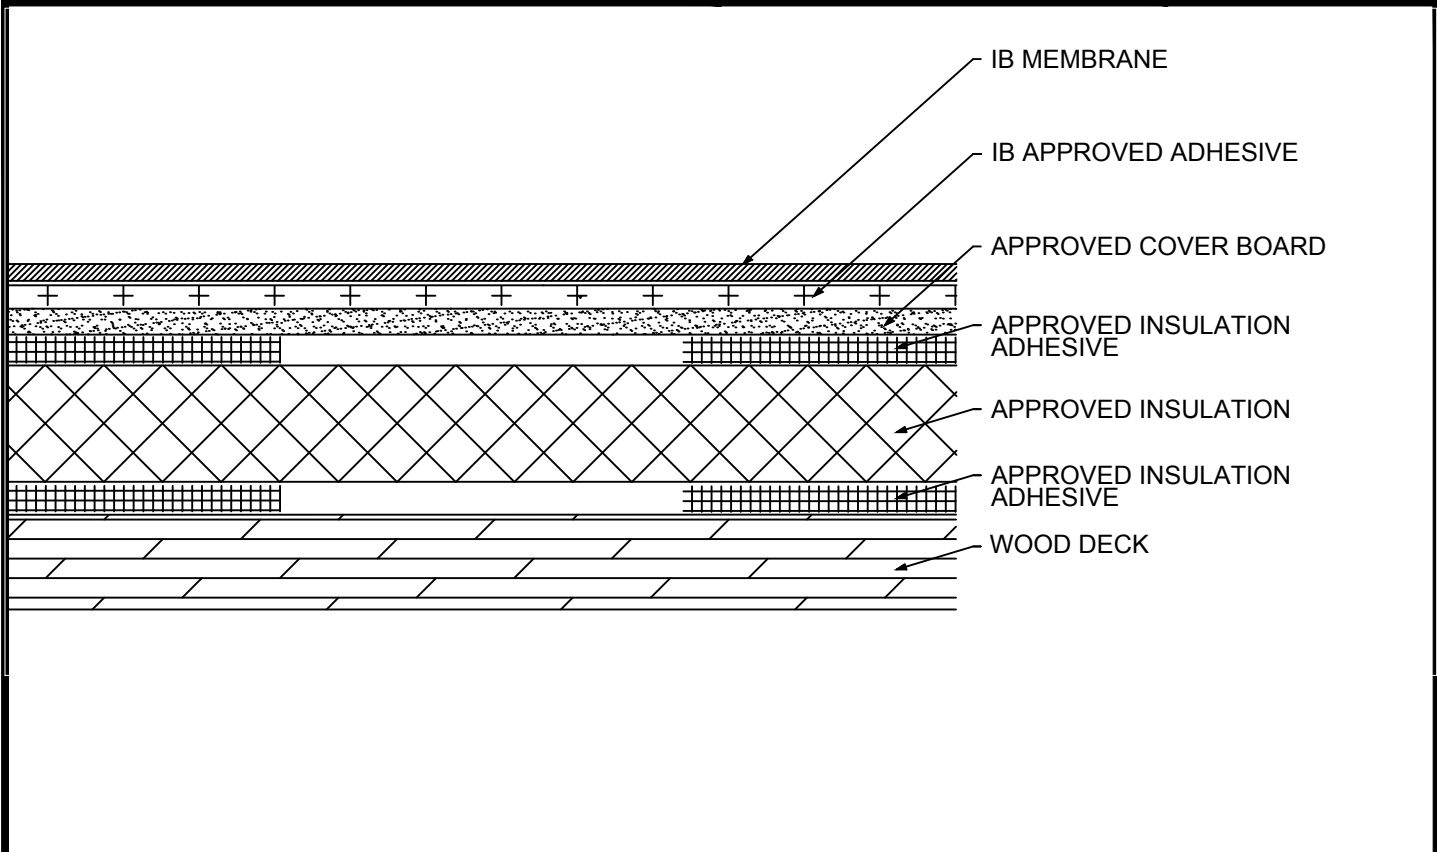 IB MEMBRANE
IB APPROVED ADHESIVE
APPROVED COVER BOARD
APPROVED INSULATION
ADHESIVE
APPROVED INSULATION
APPROVED INSULATION
ADHESIVE
WOOD DECK